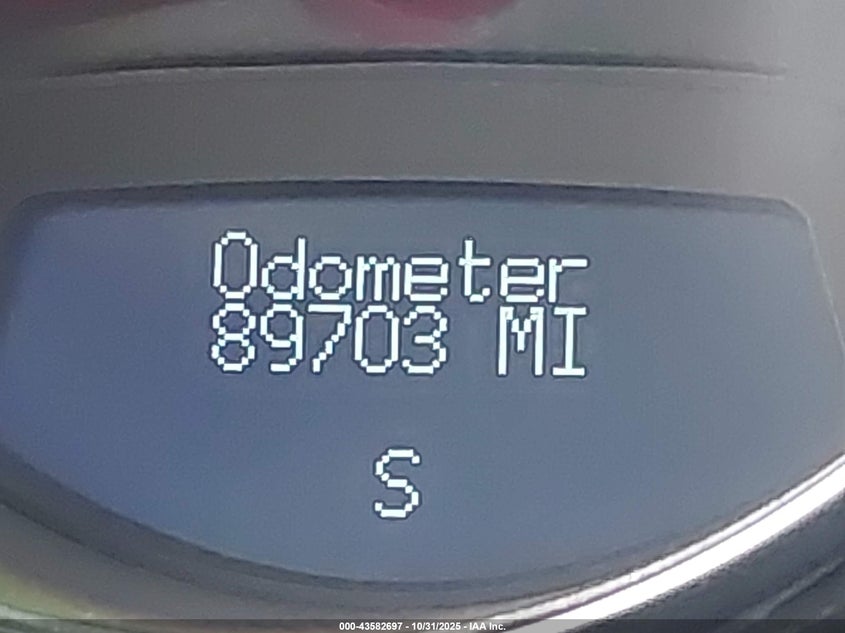 Odometer
89703 MI
S
000-43582697 - 10/31/2025 - IAA Inc.